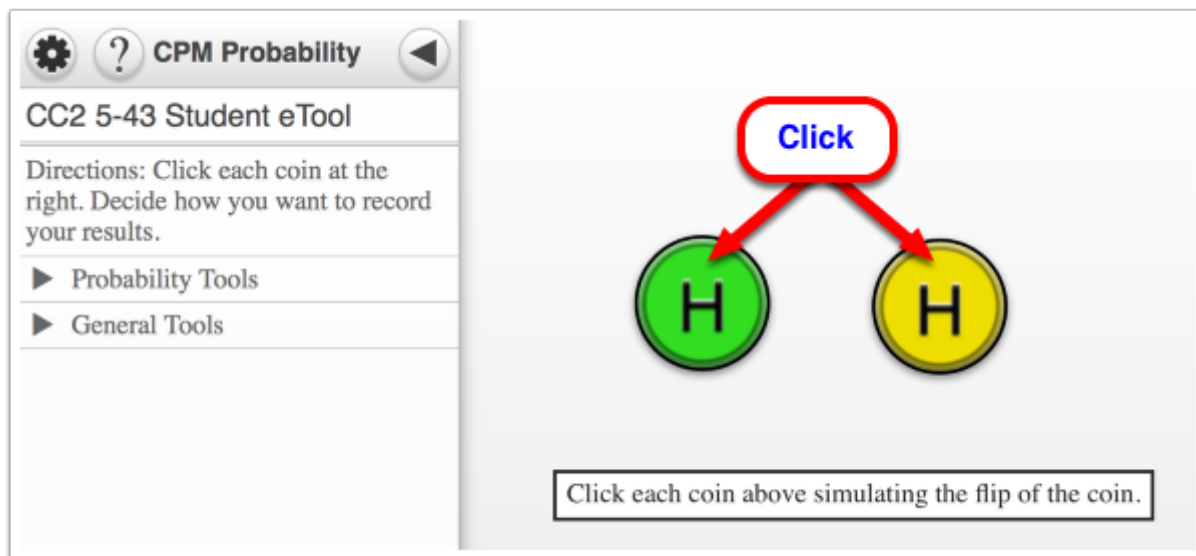 ? CPM Probability
CC2 5-43 Student eTool
Directions: Click each coin at the
right. Decide how you want to record
your results.
Probability Tools
General Tools
Click
H H
Click each coin above simulating the flip of the coin.